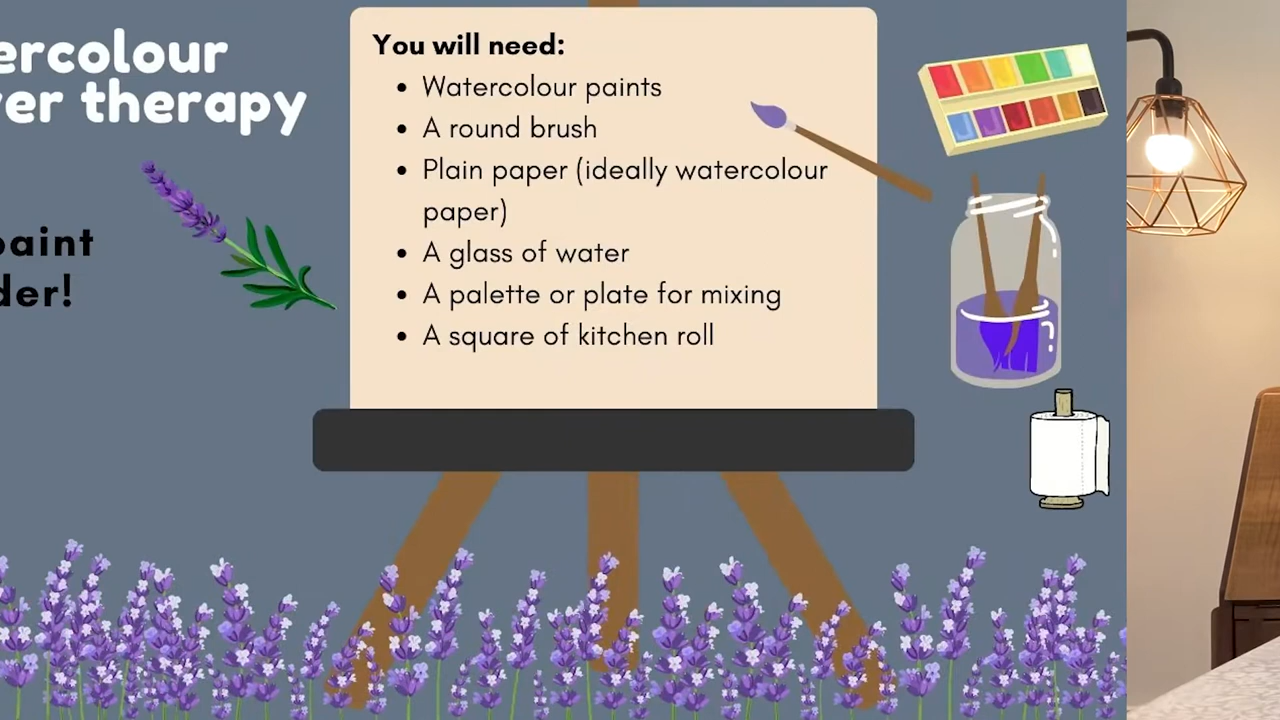 ercolour
er therapy
paint
der!
You will need:
• Watercolour paints
• A round brush
• Plain paper (ideally watercolour
paper)
• A glass of water
• A palette or plate for mixing
• A square of kitchen roll